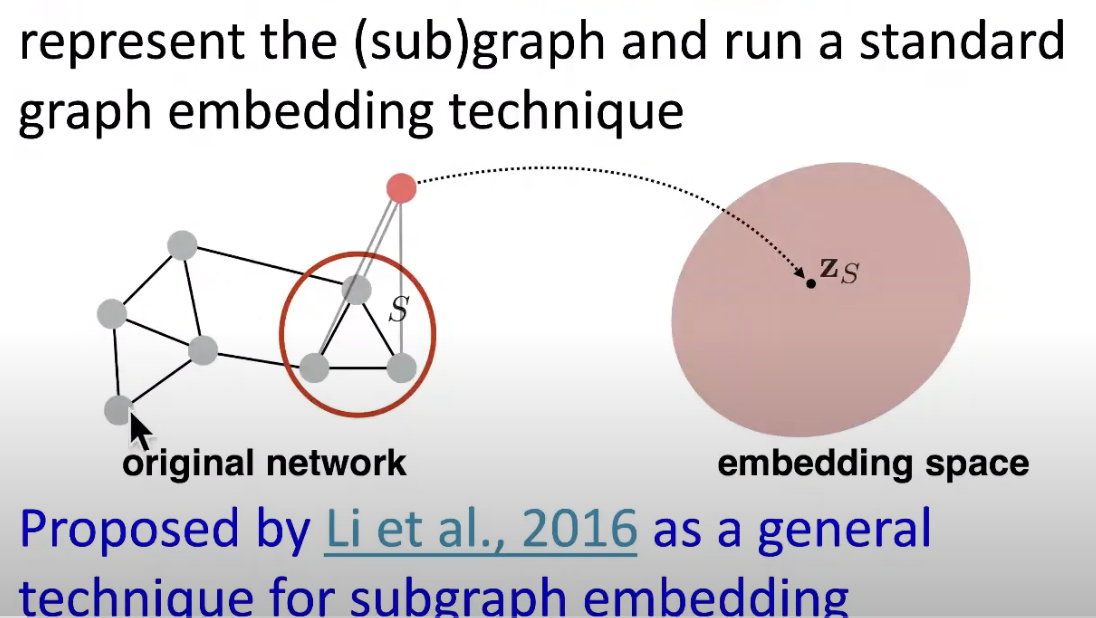 represent the (sub)graph and run a standard
graph embedding technique
z_S
S
original network
embedding space
Proposed by Li et al., 2016 as a general
technique for subgraph embedding